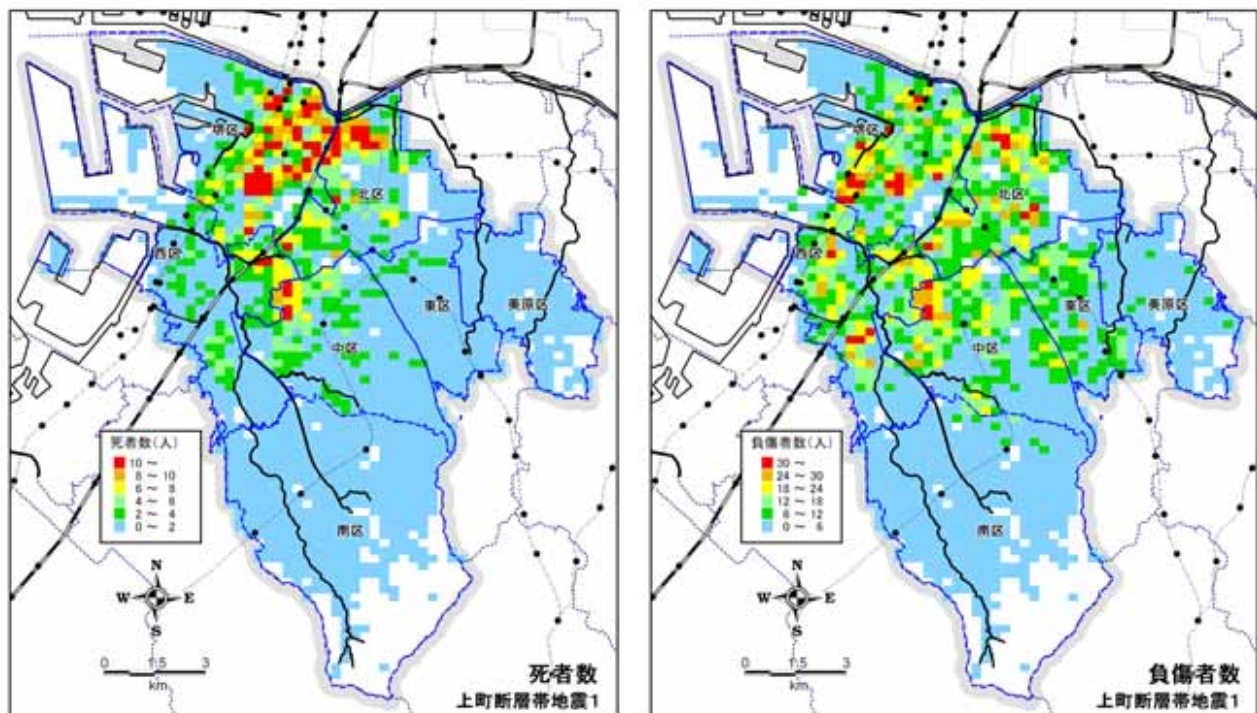 堺区
北区
西区
東区
美原区
中区
死者数(人)
10 ~
8 ~ 10
6 ~ 8
4 ~ 6
2 ~ 4
0 ~ 2
南区
N
W E
S
0 1.5 3
km
死者数
上町断層帯地震1
堺区
北区
西区
東区
美原区
中区
負傷者数(人)
30 ~
24 ~ 30
18 ~ 24
12 ~ 18
6 ~ 12
0 ~ 6
南区
N
W E
S
0 1.5 3
km
負傷者数
上町断層帯地震1